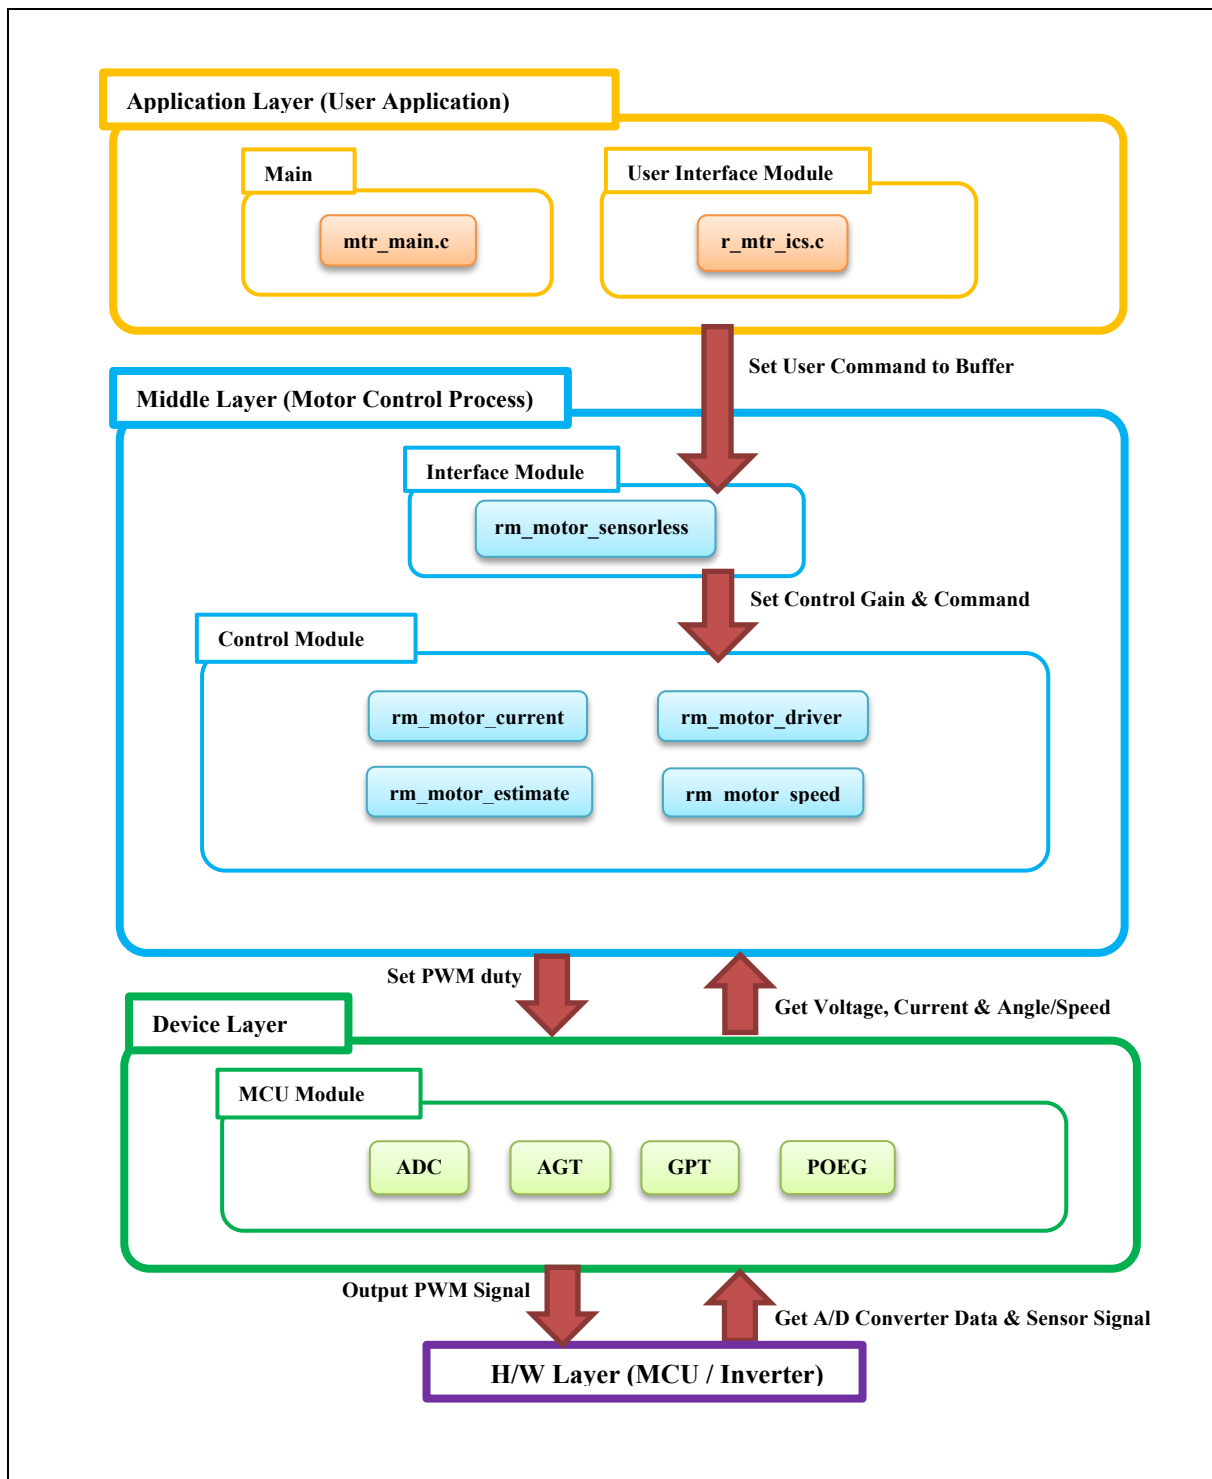 Application Layer (User Application)
Main
User Interface Module
mtr_main.c
r_mtr_ics.c
Set User Command to Buffer
Middle Layer (Motor Control Process)
Interface Module
rm_motor_sensorless
Set Control Gain & Command
Control Module
rm_motor_current
rm_motor_driver
rm_motor_estimate
rm motor speed
Set PWM duty
Get Voltage, Current & Angle/Speed
Device Layer
MCU Module
ADC
AGT
GPT
POEG
Output PWM Signal
Get A/D Converter Data & Sensor Signal
H/W Layer (MCU / Inverter)